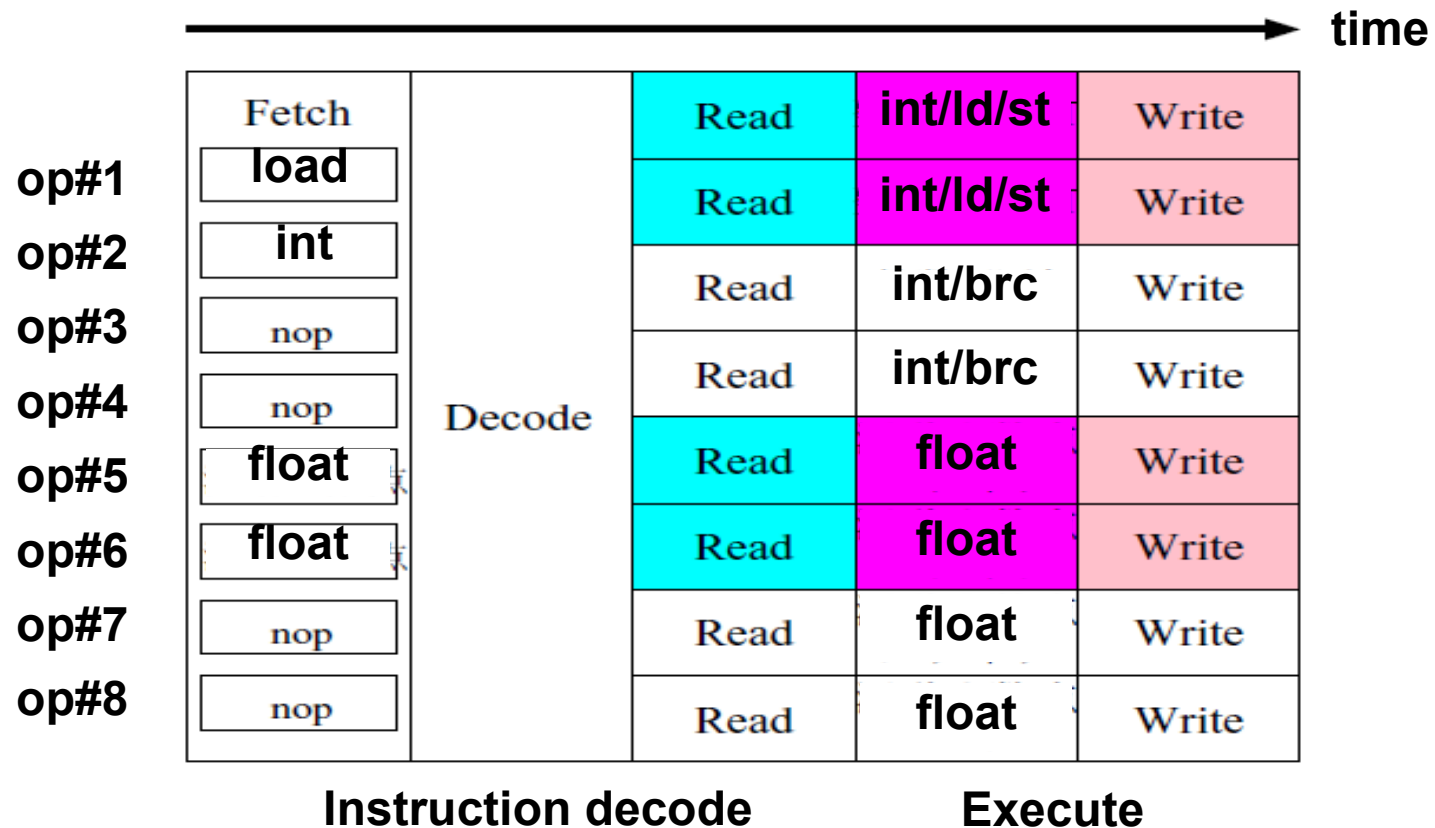 time
Fetch Read int/ld/st Write
op#1 load Read int/ld/st Write
op#2 int Read int/brc Write
op#3 nop Read int/brc Write
op#4 nop Decode
op#5 float Read float Write
op#6 float Read float Write
op#7 nop Read float Write
op#8 nop Read float Write
Instruction decode Execute